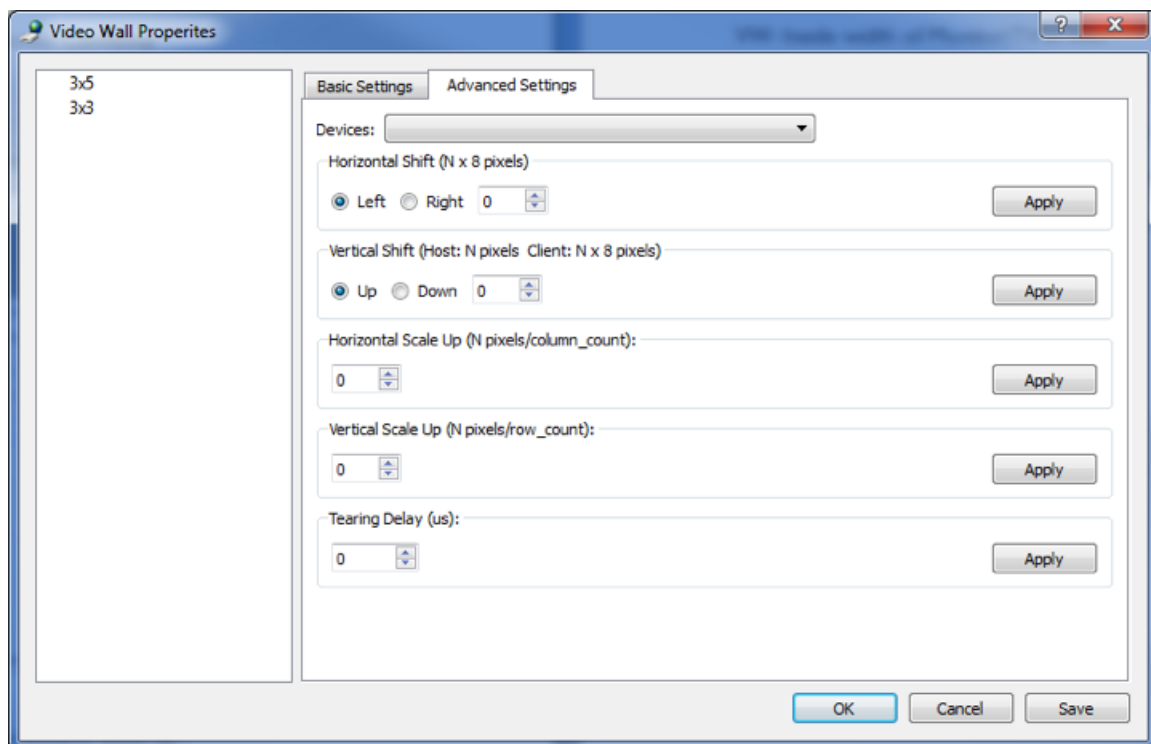 Video Wall Properites
3x5
3x3
Basic Settings
Advanced Settings
Devices:
Horizontal Shift (N x 8 pixels)
Left Right 0 Apply
Vertical Shift (Host: N pixels Client: N x 8 pixels)
Up Down 0 Apply
Horizontal Scale Up (N pixels/column_count):
0 Apply
Vertical Scale Up (N pixels/row_count):
0 Apply
Tearing Delay (us):
0 Apply
OK Cancel Save